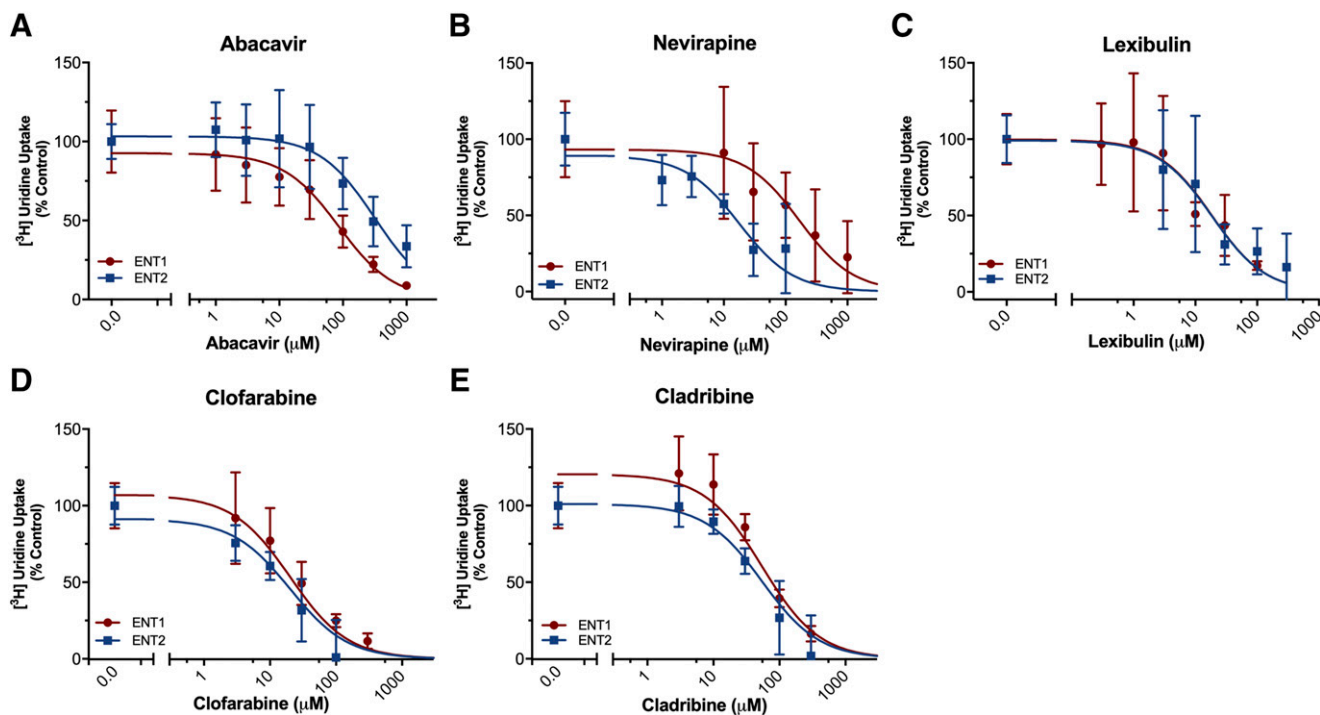 A
Abacavir
[³H] Uridine Uptake
(% Control)
150
100
50
0
ENT1
ENT2
0.0
1
10
100
1000
Abacavir (μM)
B
Nevirapine
[³H] Uridine Uptake
(% Control)
150
100
50
0
ENT1
ENT2
0.0
1
10
100
1000
Nevirapine (μM)
C
Lexibulin
[³H] Uridine Uptake
(% Control)
150
100
50
0
ENT1
ENT2
0.0
1
10
100
1000
Lexibulin (μM)
D
Clofarabine
[³H] Uridine Uptake
(% Control)
150
100
50
0
ENT1
ENT2
0.0
1
10
100
1000
Clofarabine (μM)
E
Cladribine
[³H] Uridine Uptake
(% Control)
150
100
50
0
ENT1
ENT2
0.0
1
10
100
1000
Cladribine (μM)